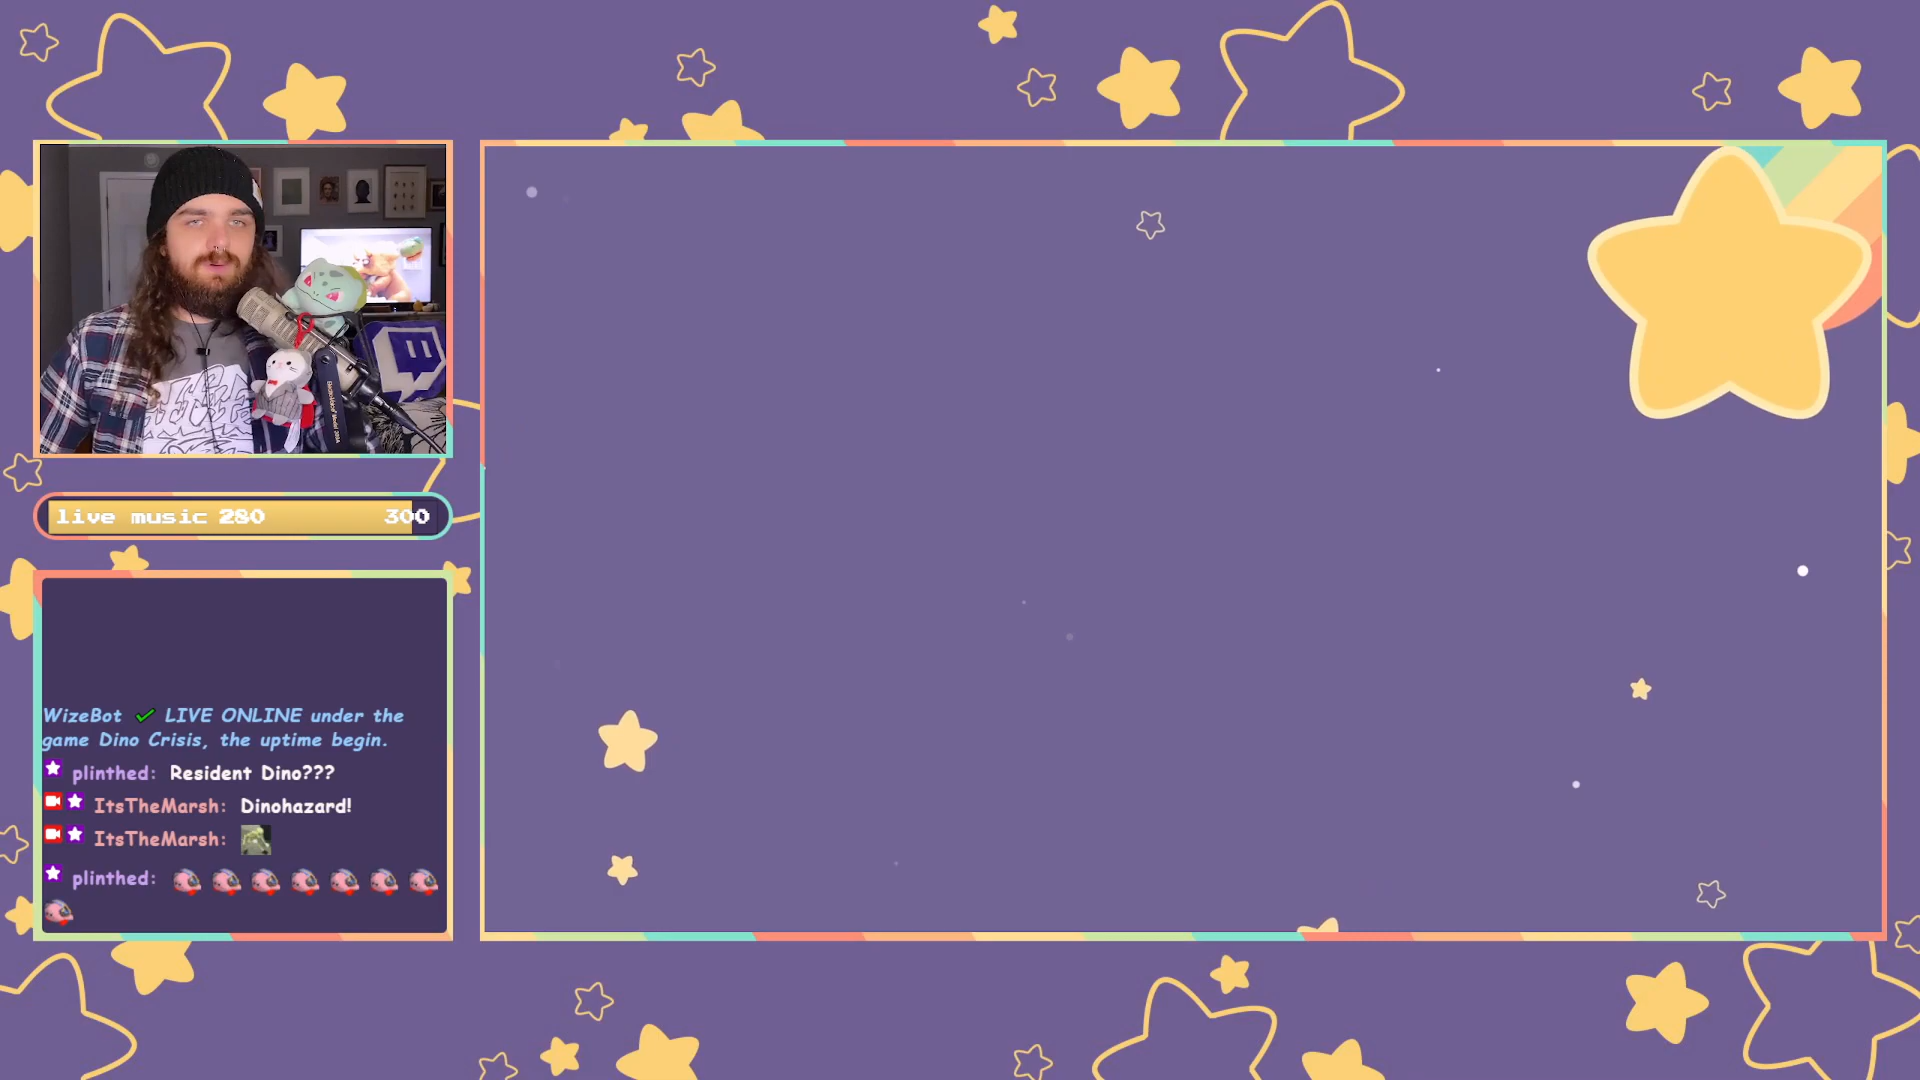 live music 280 300
WizeBot ✔ LIVE ONLINE under the
game Dino Crisis, the uptime begin.
plinthed: Resident Dino???
ItsTheMarsh: Dinohazard!
ItsTheMarsh:
plinthed: